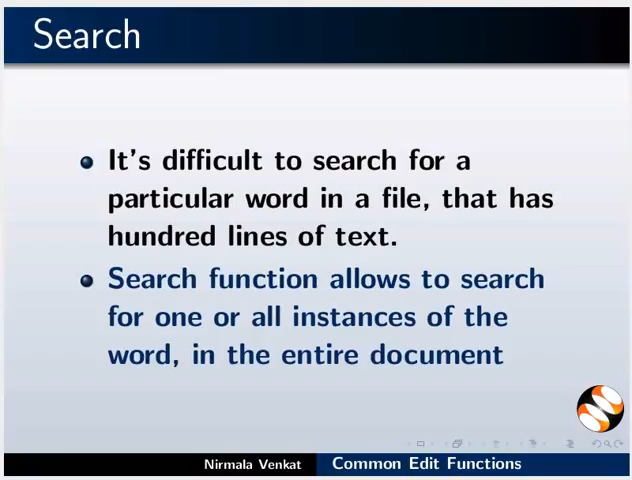 Search
It's difficult to search for a
particular word in a file, that has
hundred lines of text.
Search function allows to search
for one or all instances of the
word, in the entire document
Nirmala Venkat
Common Edit Functions